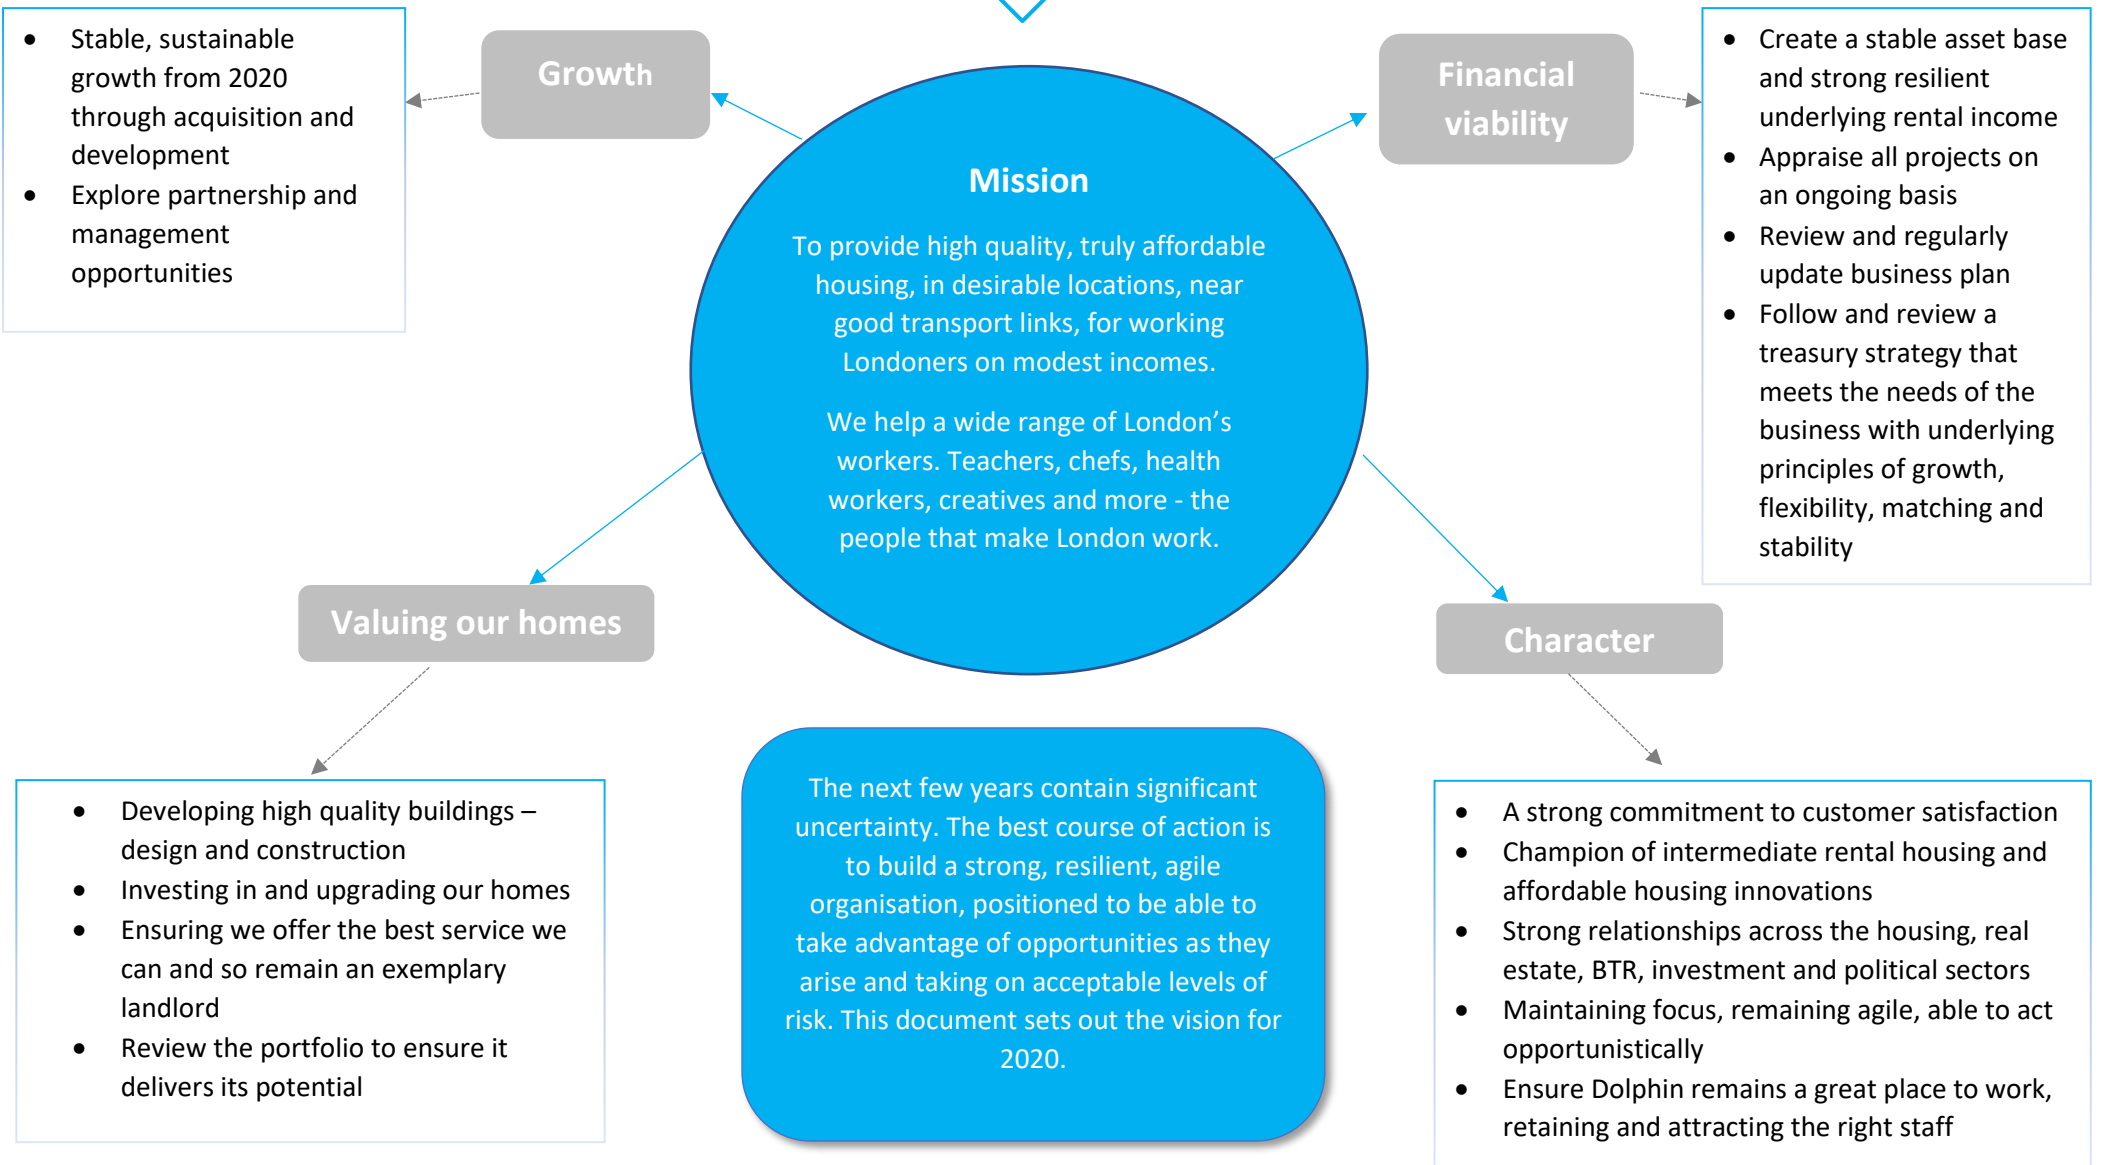 Growth
Stable, sustainable
growth from 2020
through acquisition and
development
Explore partnership and
management
opportunities
Financial
viability
Create a stable asset base
and strong resilient
underlying rental income
Appraise all projects on
an ongoing basis
Review and regularly
update business plan
Follow and review a
treasury strategy that
meets the needs of the
business with underlying
principles of growth,
flexibility, matching and
stability
Mission
To provide high quality, truly affordable
housing, in desirable locations, near
good transport links, for working
Londoners on modest incomes.
We help a wide range of London’s
workers. Teachers, chefs, health
workers, creatives and more - the
people that make London work.
Valuing our homes
Developing high quality buildings –
design and construction
Investing in and upgrading our homes
Ensuring we offer the best service we
can and so remain an exemplary
landlord
Review the portfolio to ensure it
delivers its potential
The next few years contain significant
uncertainty. The best course of action is
to build a strong, resilient, agile
organisation, positioned to be able to
take advantage of opportunities as they
arise and taking on acceptable levels of
risk. This document sets out the vision for
2020.
Character
A strong commitment to customer satisfaction
Champion of intermediate rental housing and
affordable housing innovations
Strong relationships across the housing, real
estate, BTR, investment and political sectors
Maintaining focus, remaining agile, able to act
opportunistically
Ensure Dolphin remains a great place to work,
retaining and attracting the right staff